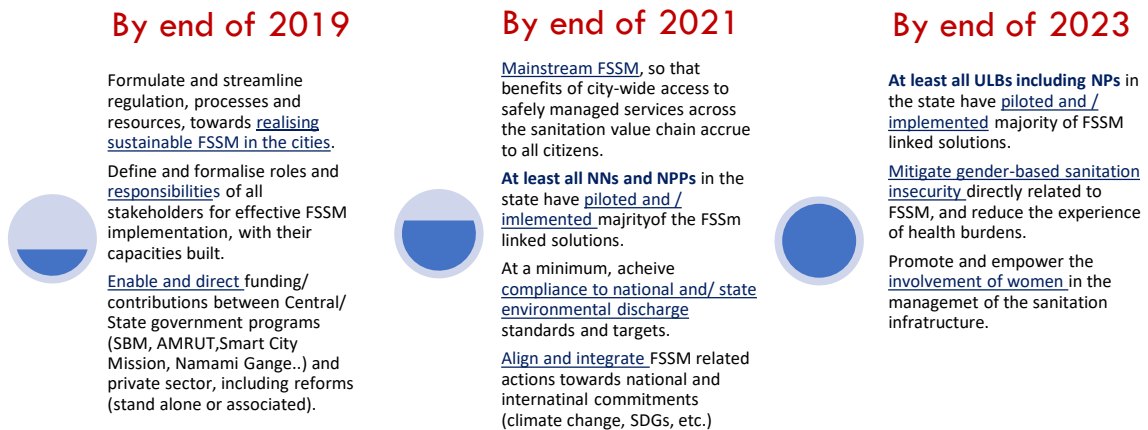 By end of 2019
Formulate and streamline
regulation, processes and
resources, towards realising
sustainable FSSM in the cities.
Define and formalise roles and
responsibilities of all
stakeholders for effective FSSM
implementation, with their
capacities built.
Enable and direct funding/
contributions between Central/
State government programs
(SBM, AMRUT,Smart City
Mission, Namami Gange..) and
private sector, including reforms
(stand alone or associated).
By end of 2021
Mainstream FSSM, so that
benefits of city-wide access to
safely managed services across
the sanitation value chain accrue
to all citizens.
At least all NNs and NPPs in the
state have piloted and /
imlemented majrityof the FSSm
linked solutions.
At a minimum, acheive
compliance to national and/ state
environmental discharge
standards and targets.
Align and integrate FSSM related
actions towards national and
internatinal commitments
(climate change, SDGs, etc.)
By end of 2023
At least all ULBs including NPs in
the state have piloted and /
implemented majority of FSSM
linked solutions.
Mitigate gender-based sanitation
insecurity directly related to
FSSM, and reduce the experience
of health burdens.
Promote and empower the
involvement of women in the
managemet of the sanitation
infratructure.